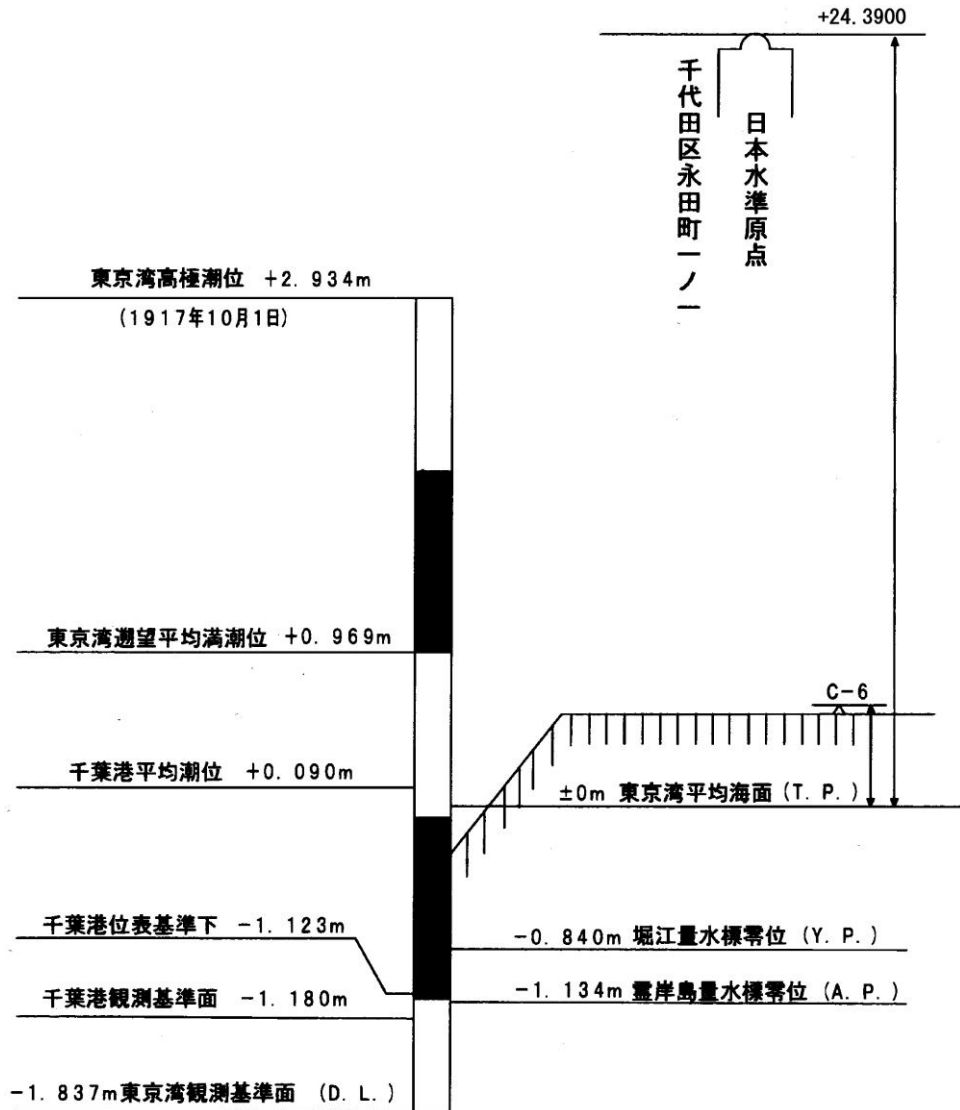 +24.3900
千代田区永田町一ノ一
日本水準原点
東京湾高極潮位 +2.934m
(1917年10月1日)
東京湾遡望平均満潮位 +0.969m
C-6
千葉港平均潮位 +0.090m
±0m 東京湾平均海面 (T.P.)
千葉港位表基準下 -1.123m
-0.840m 堀江量水標零位 (Y.P.)
千葉港観測基準面 -1.180m
-1.134m 霊岸島量水標零位 (A.P.)
-1.837m東京湾観測基準面 (D.L.)